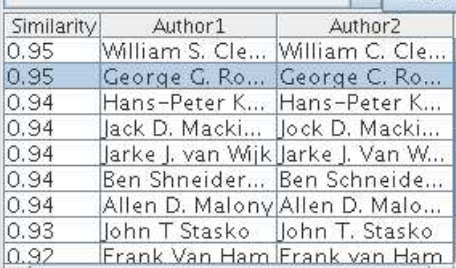 Similarity Author1 Author2
0.95 William S. Cle... William C. Cle...
0.95 George G. Ro... George C. Ro...
0.94 Hans-Peter K... Hans-Peter K...
0.94 Jack D. Macki... Jock D. Macki...
0.94 Jarke J. van Wijk Jarke J. Van W...
0.94 Ben Shneider... Ben Schneide...
0.94 Allen D. Malony Allen D. Malo...
0.93 John T Stasko John T. Stasko
0.92 Frank Van Ham Frank van Ham